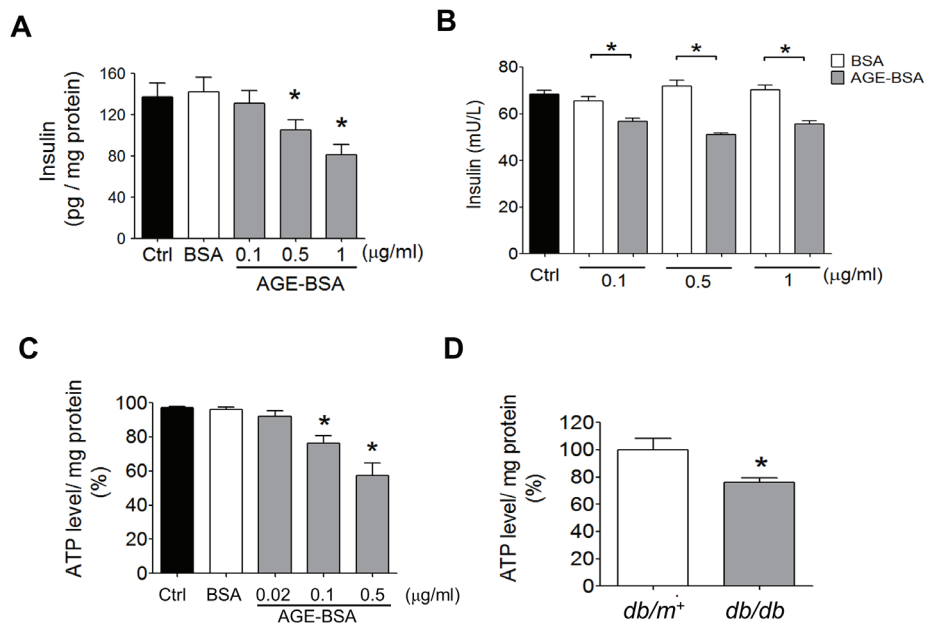 A
Insulin
(pg / mg protein)
160
120
80
40
0
* *
Ctrl BSA 0.1 0.5 1 (μg/ml)
AGE-BSA
B
Insulin (mU/L)
80
60
40
20
0
* * *
BSA
AGE-BSA
Ctrl 0.1 0.5 1 (μg/ml)
C
ATP level/ mg protein
(%)
100
80
60
40
20
0
* *
Ctrl BSA 0.02 0.1 0.5 (μg/ml)
AGE-BSA
D
ATP level/ mg protein
(%)
120
100
80
60
40
20
0
*
db/m⁺ db/db